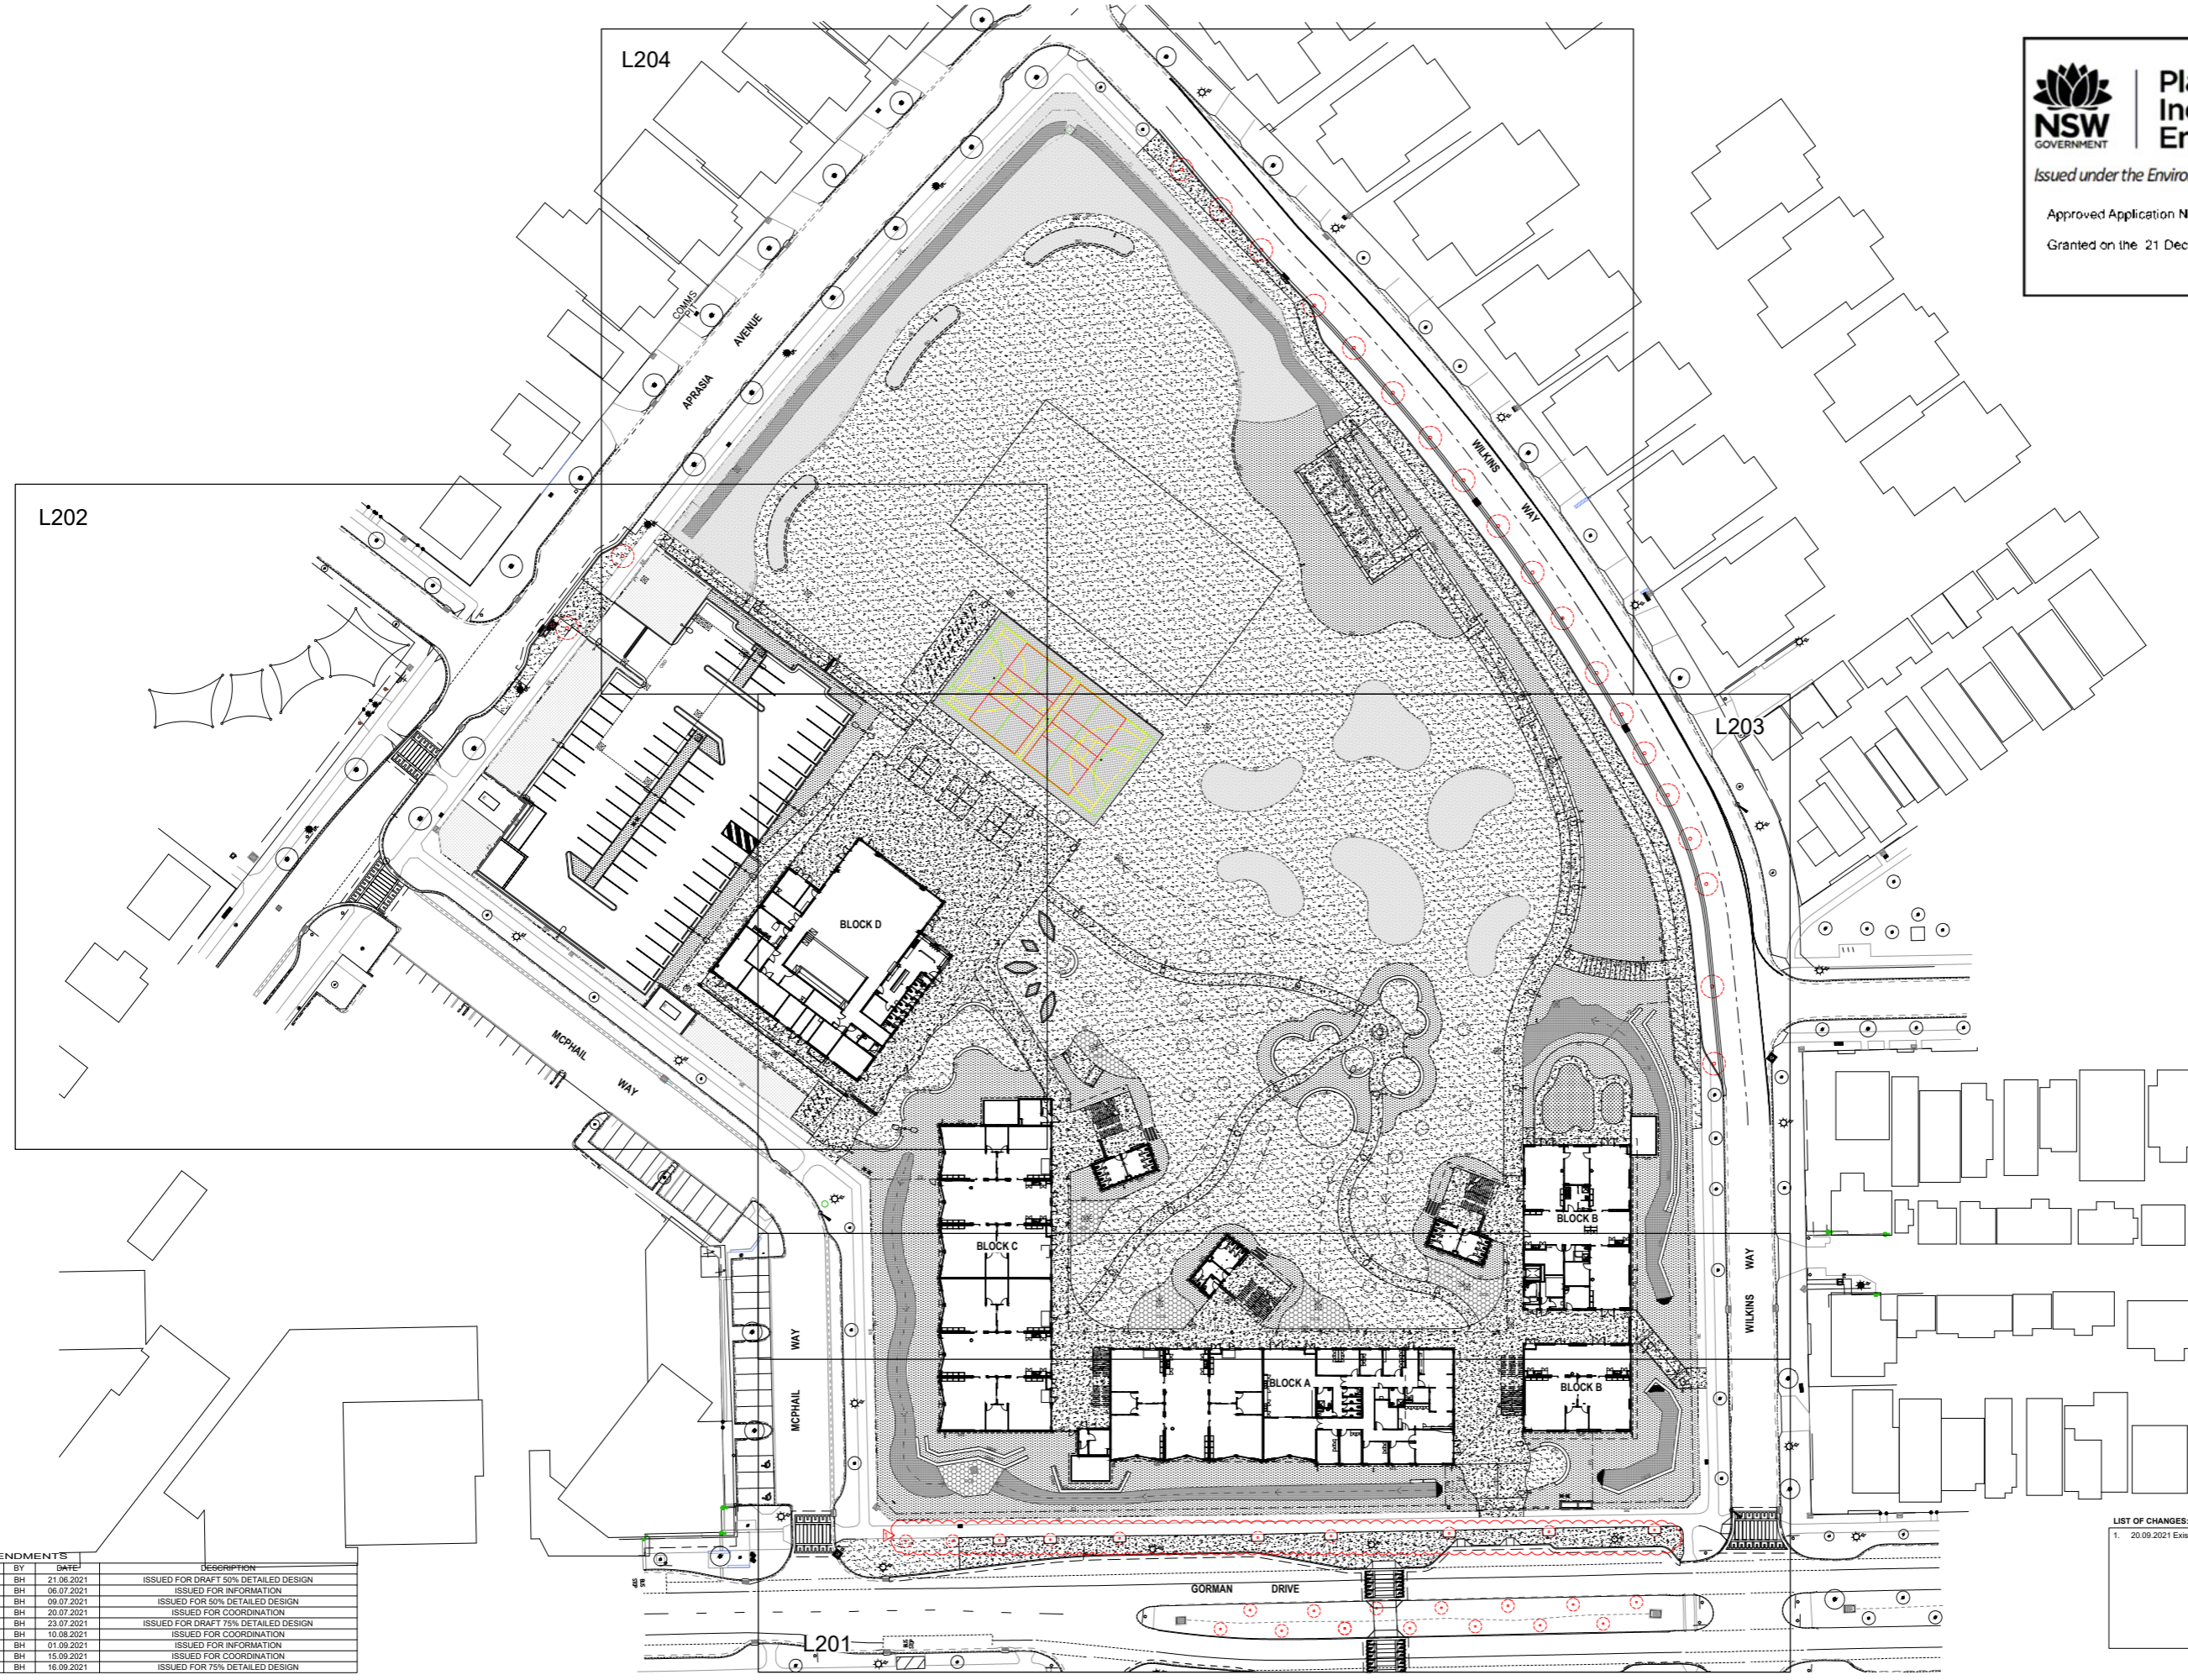 L204
NSW
GOVERNMENT
Issued under the
Approved Application
Granted on the 21 Dec
COMMS
PIT
APRASIA AVENUE
WILKINS WAY
L202
L203
BLOCK D
MCPHAIL WAY
BLOCK C
BLOCK B
BLOCK A
BLOCK B
WILKINS WAY
MCPHAIL WAY
GORMAN DRIVE
BUS
STOP
L201
BY DATE DESCRIPTION
BH 21.06.2021 ISSUED FOR DRAFT 50% DETAILED DESIGN
BH 06.07.2021 ISSUED FOR INFORMATION
BH 09.07.2021 ISSUED FOR 50% DETAILED DESIGN
BH 20.07.2021 ISSUED FOR COORDINATION
BH 23.07.2021 ISSUED FOR DRAFT 75% DETAILED DESIGN
BH 10.08.2021 ISSUED FOR COORDINATION
BH 01.09.2021 ISSUED FOR INFORMATION
BH 15.09.2021 ISSUED FOR COORDINATION
BH 16.09.2021 ISSUED FOR 75% DETAILED DESIGN
LIST OF CHANGES:
1. 20.09.2021